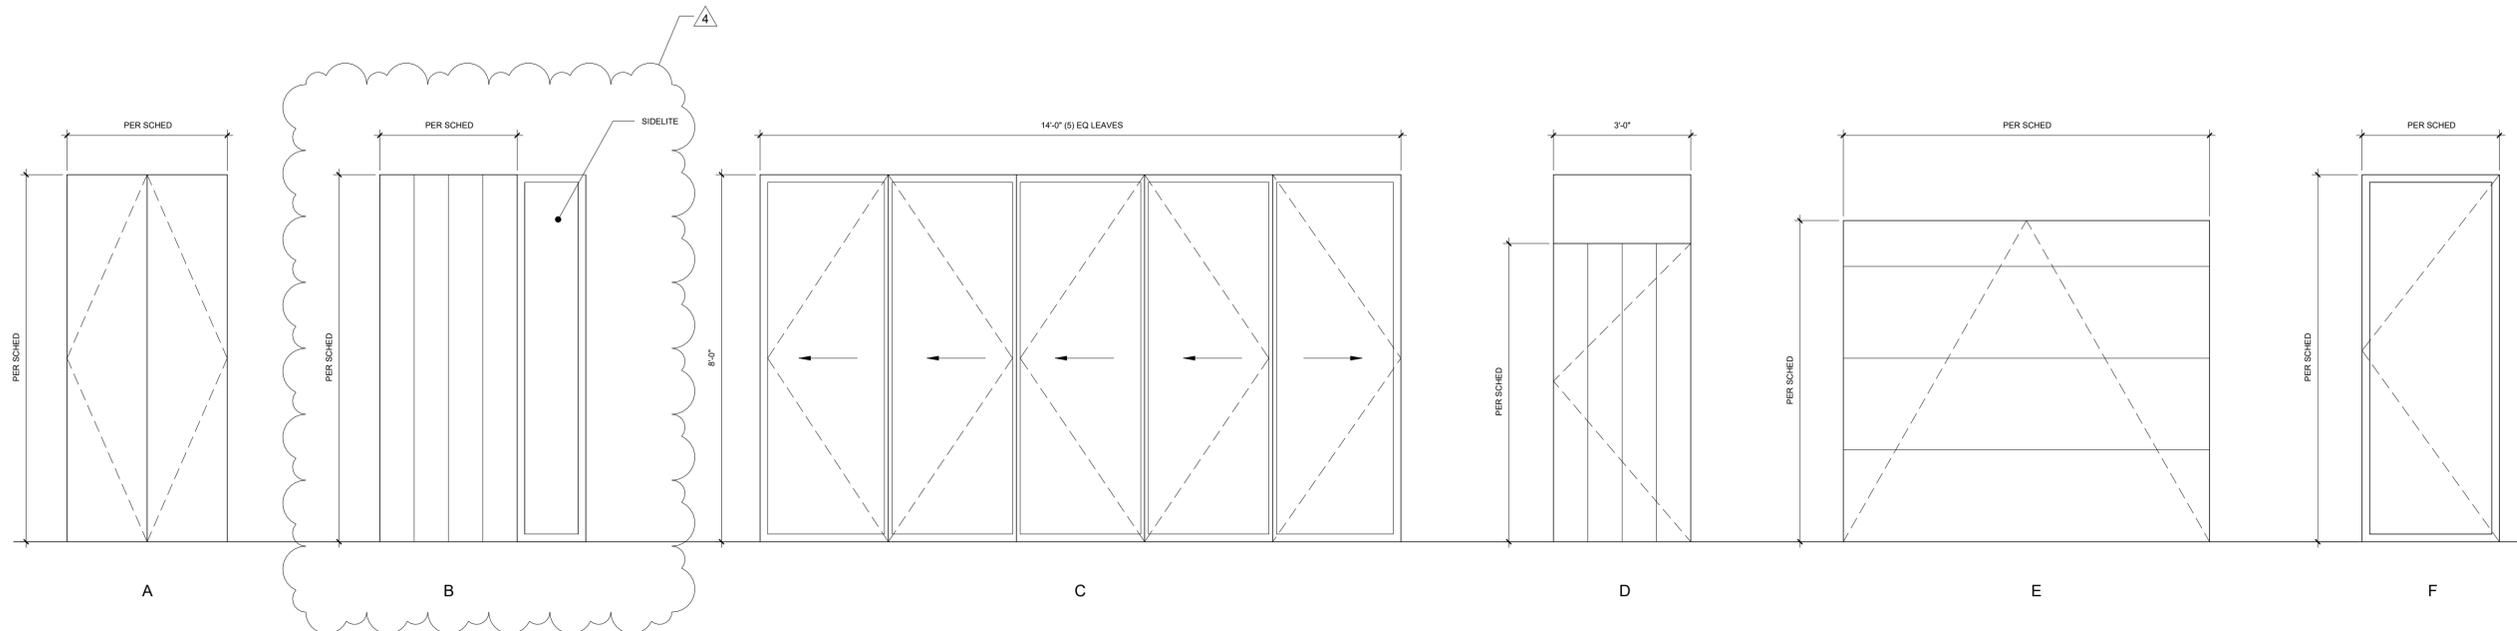 4
PER SCHED
PER SCHED
SIDELITE
14'-0" (5) EQ LEAVES
3'-0"
PER SCHED
PER SCHED
PER SCHED
PER SCHED
8'-0"
PER SCHED
PER SCHED
PER SCHED
A
B
C
D
E
F